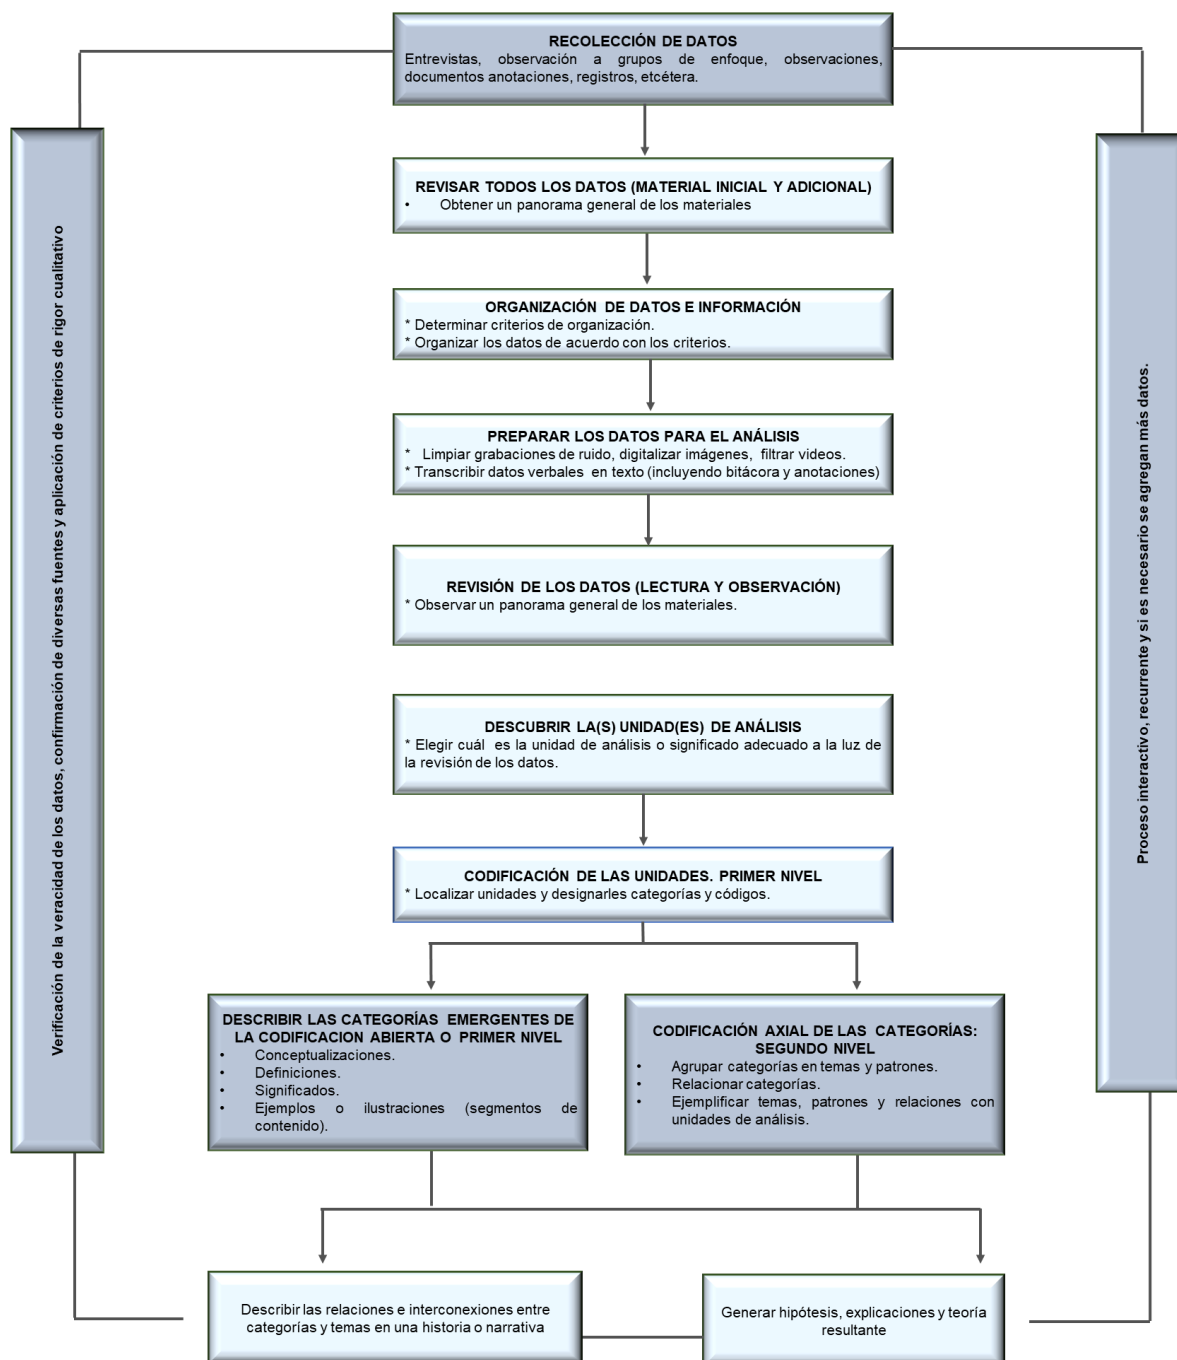 RECOLECCIÓN DE DATOS
Entrevistas, observación a grupos de enfoque, observaciones,
documentos anotaciones, registros, etcétera.
Verificación de la veracidad de los datos, confirmación de diversas fuentes y aplicación de criterios de rigor cualitativo
Proceso interactivo, recurrente y si es necesario se agregan más datos.
REVISAR TODOS LOS DATOS (MATERIAL INICIAL Y ADICIONAL)
• Obtener un panorama general de los materiales
ORGANIZACIÓN DE DATOS E INFORMACIÓN
* Determinar criterios de organización.
* Organizar los datos de acuerdo con los criterios.
PREPARAR LOS DATOS PARA EL ANÁLISIS
* Limpiar grabaciones de ruido, digitalizar imágenes, filtrar videos.
* Transcribir datos verbales en texto (incluyendo bitácora y anotaciones)
REVISIÓN DE LOS DATOS (LECTURA Y OBSERVACIÓN)
* Observar un panorama general de los materiales.
DESCUBRIR LA(S) UNIDAD(ES) DE ANÁLISIS
* Elegir cuál es la unidad de análisis o significado adecuado a la luz de
la revisión de los datos.
CODIFICACIÓN DE LAS UNIDADES. PRIMER NIVEL
* Localizar unidades y designarles categorías y códigos.
DESCRIBIR LAS CATEGORÍAS EMERGENTES DE
LA CODIFICACION ABIERTA O PRIMER NIVEL
• Conceptualizaciones.
• Definiciones.
• Significados.
• Ejemplos o ilustraciones (segmentos de
contenido).
CODIFICACIÓN AXIAL DE LAS CATEGORÍAS:
SEGUNDO NIVEL
• Agrupar categorías en temas y patrones.
• Relacionar categorías.
• Ejemplificar temas, patrones y relaciones con
unidades de análisis.
Describir las relaciones e interconexiones entre
categorías y temas en una historia o narrativa
Generar hipótesis, explicaciones y teoría
resultante